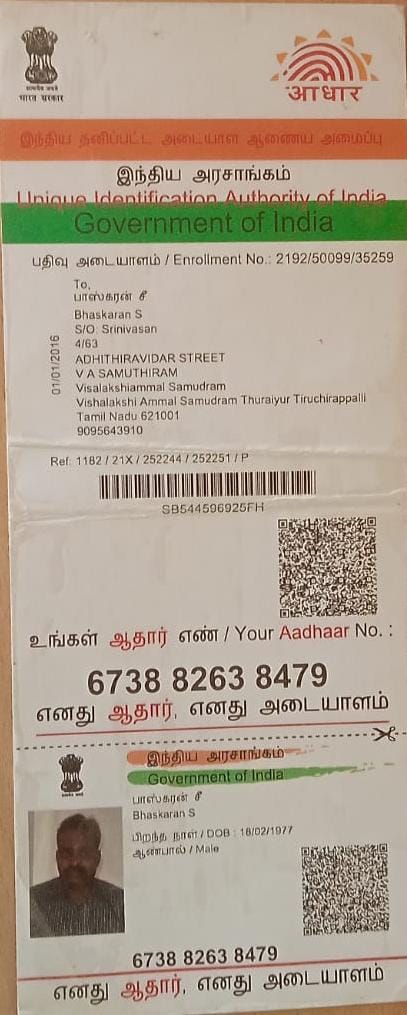 भारत सरकार
आधार
இந்திய தனிப்பட்ட அடையாள ஆணைய அமைப்பு
இந்திய அரசாங்கம்
Unique Identification Authority of India
Government of India
பதிவு அடையாளம் / Enrollment No.: 2192/50099/35259
To,
பாஸ்கரன் சீ
Bhaskaran S
S/O: Srinivasan
4/63
ADHITHIRAVIDAR STREET
V A SAMUTHIRAM
Visalakshiammal Samudram
Vishalakshi Ammal Samudram Thuraiyur Tiruchirappalli
Tamil Nadu 621001
9095643910
01/01/2016
Ref: 1182 / 21X / 252244 / 252251 / P
SB544596925FH
உங்கள் ஆதார் எண் / Your Aadhaar No. :
6738 8263 8479
எனது ஆதார், எனது அடையாளம்
இந்திய அரசாங்கம்
Government of India
பாஸ்கரன் சீ
Bhaskaran S
பிறந்த நாள் / DOB : 18/02/1977
ஆண்பால் / Male
6738 8263 8479
எனது ஆதார், எனது அடையாளம்